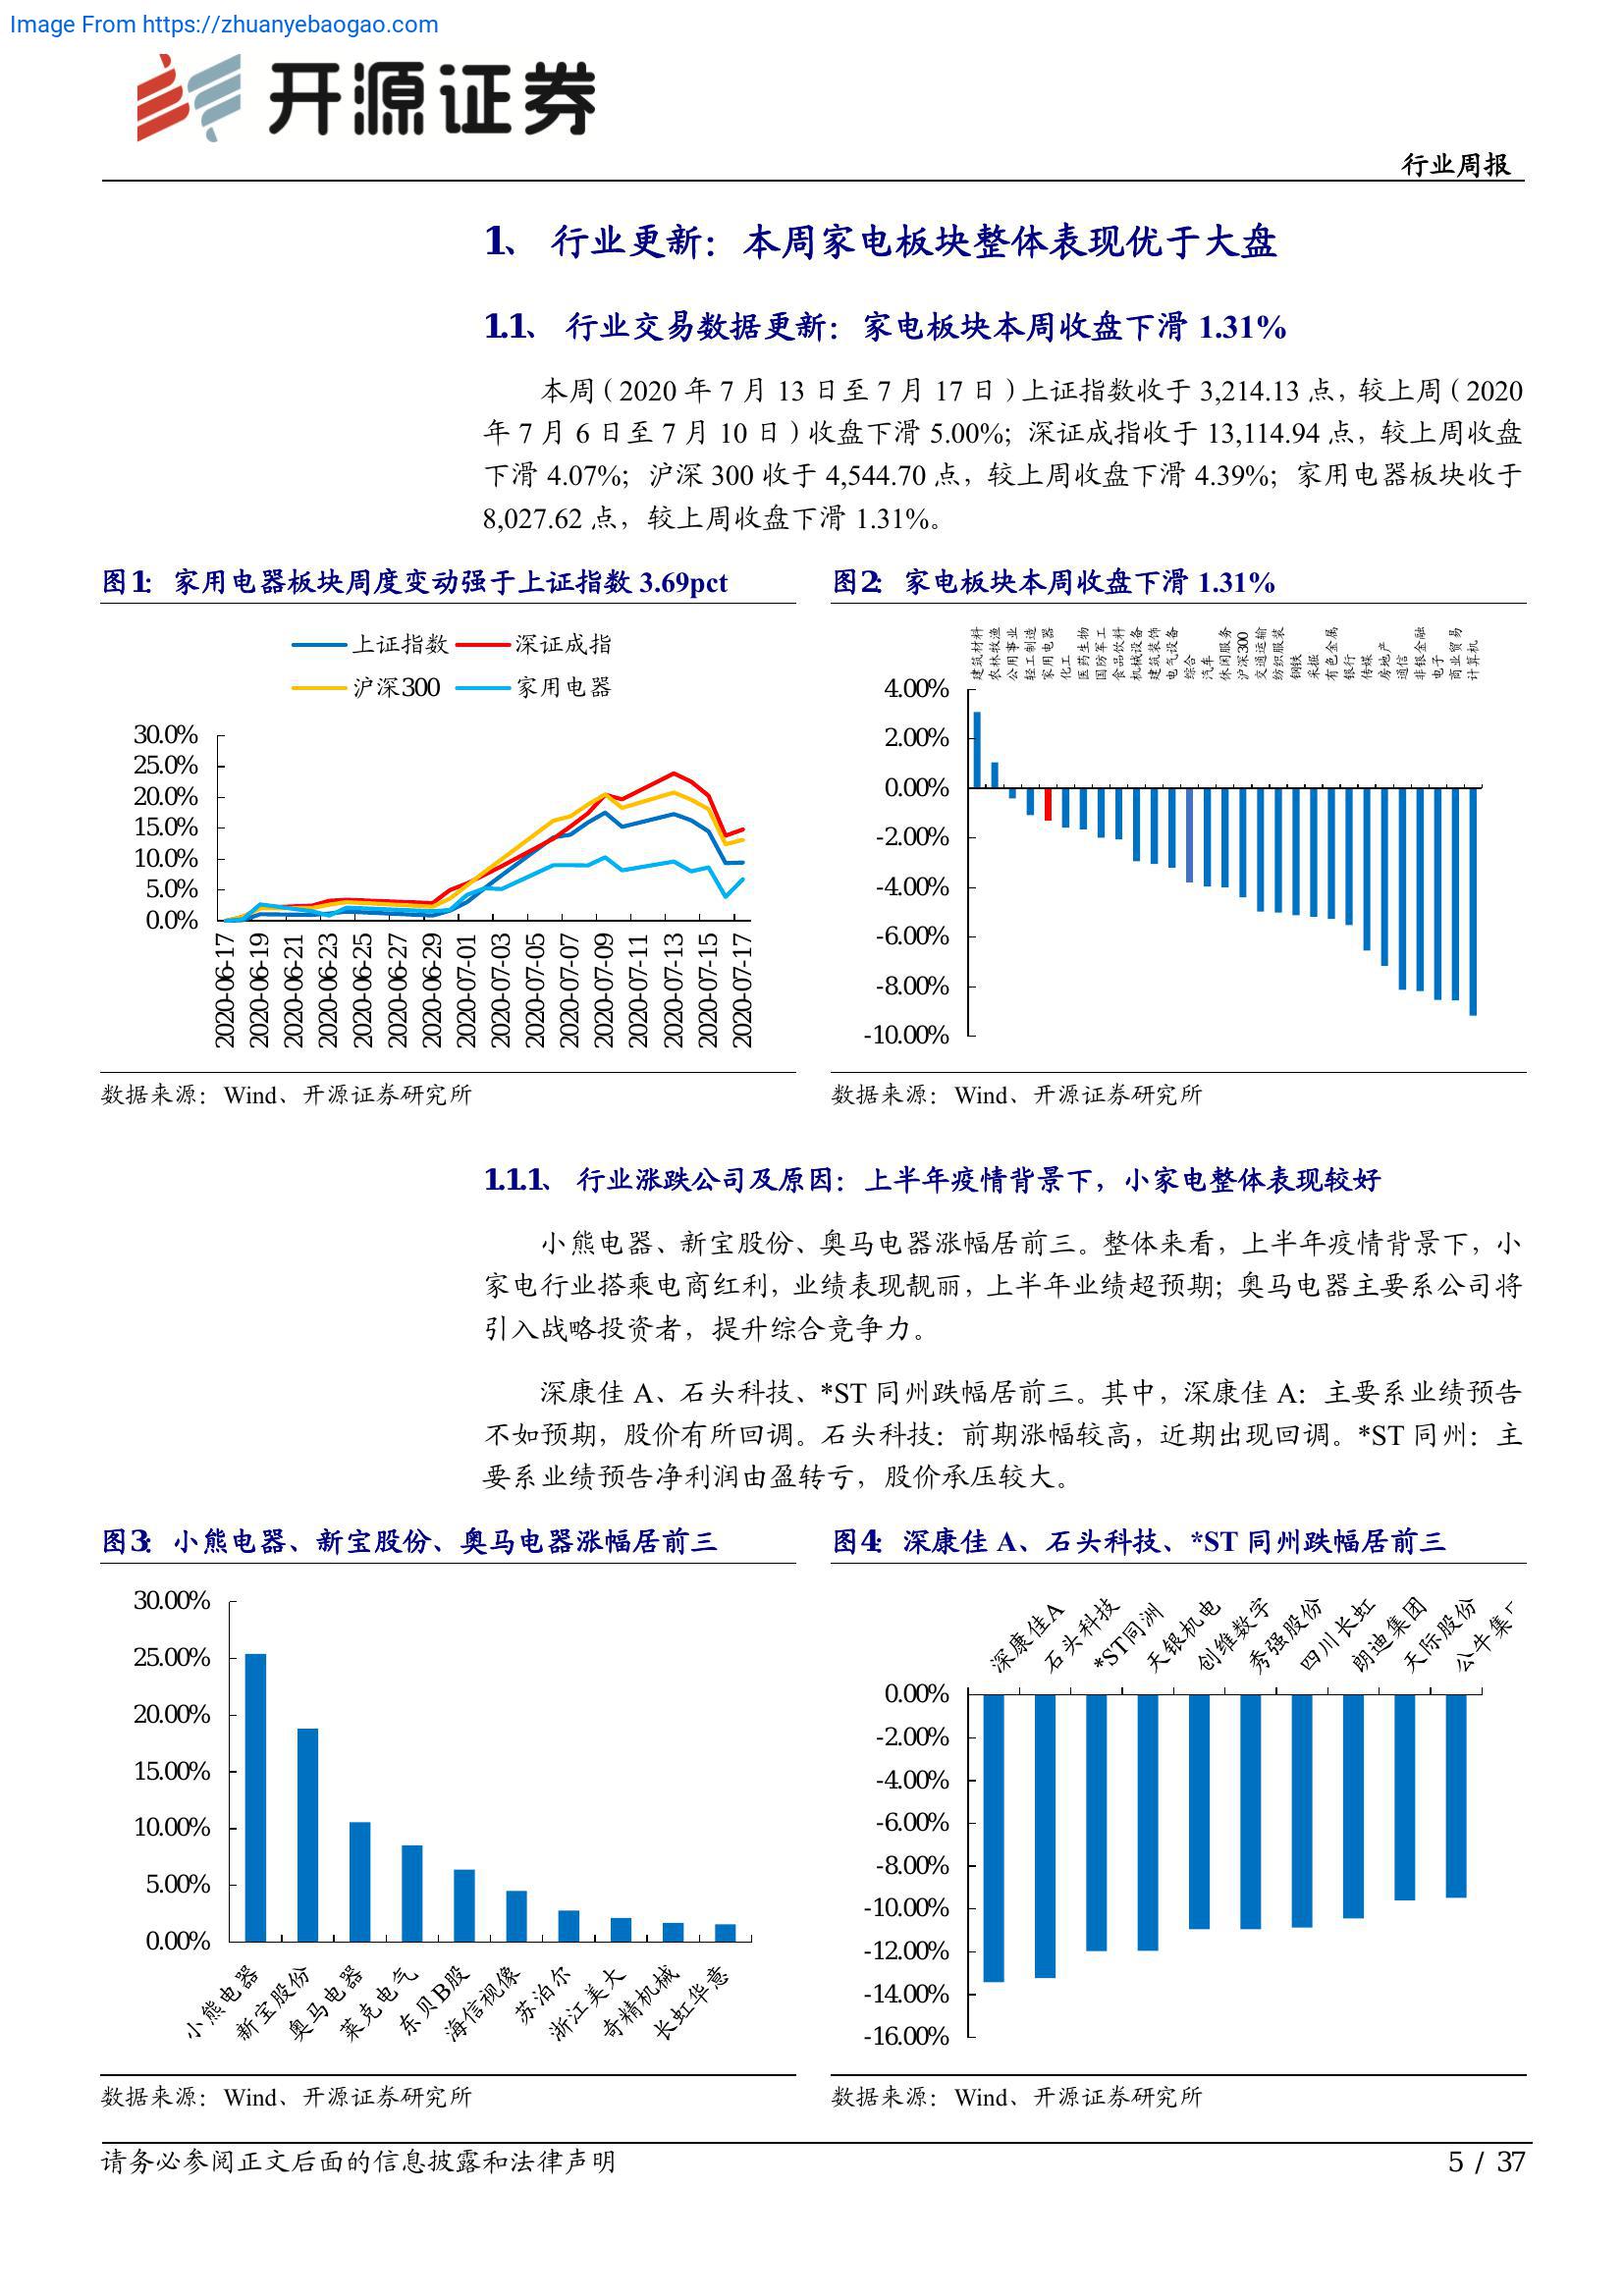 Image From https://zhuanyebaogao.com
开源证券
行业周报
1、 行业更新：本周家电板块整体表现优于大盘
1.1、 行业交易数据更新：家电板块本周收盘下滑 1.31%
本周（2020 年 7 月 13 日至 7 月 17 日）上证指数收于 3,214.13 点，较上周（2020
年 7 月 6 日至 7 月 10 日）收盘下滑 5.00%；深证成指收于 13,114.94 点，较上周收盘
下滑 4.07%；沪深 300 收于 4,544.70 点，较上周收盘下滑 4.39%；家用电器板块收于
8,027.62 点，较上周收盘下滑 1.31%。
图1：家用电器板块周度变动强于上证指数 3.69pct
上证指数 深证成指
沪深300 家用电器
30.0%
25.0%
20.0%
15.0%
10.0%
5.0%
0.0%
2020-06-17
2020-06-19
2020-06-21
2020-06-23
2020-06-25
2020-06-27
2020-06-29
2020-07-01
2020-07-03
2020-07-05
2020-07-07
2020-07-09
2020-07-11
2020-07-13
2020-07-15
2020-07-17
数据来源：Wind、开源证券研究所
图2：家电板块本周收盘下滑 1.31%
建筑材料
农林牧渔
公用事业
轻工制造
家用电器
化工
医药生物
国防军工
食品饮料
机械设备
建筑装饰
电气设备
综合
汽车
休闲服务
沪深300
交通运输
纺织服装
钢铁
采掘
有色金属
银行
传媒
房地产
通信
非银金融
电子
商业贸易
计算机
4.00%
2.00%
0.00%
-2.00%
-4.00%
-6.00%
-8.00%
-10.00%
数据来源：Wind、开源证券研究所
1.1.1、 行业涨跌公司及原因：上半年疫情背景下，小家电整体表现较好
小熊电器、新宝股份、奥马电器涨幅居前三。整体来看，上半年疫情背景下，小
家电行业搭乘电商红利，业绩表现靓丽，上半年业绩超预期；奥马电器主要系公司将
引入战略投资者，提升综合竞争力。
深康佳 A、石头科技、*ST 同州跌幅居前三。其中，深康佳 A：主要系业绩预告
不如预期，股价有所回调。石头科技：前期涨幅较高，近期出现回调。*ST 同州：主
要系业绩预告净利润由盈转亏，股价承压较大。
图3：小熊电器、新宝股份、奥马电器涨幅居前三
30.00%
25.00%
20.00%
15.00%
10.00%
5.00%
0.00%
小熊电器
新宝股份
奥马电器
莱克电气
东贝B股
海信视像
苏泊尔
浙江美大
奇精机械
长虹华意
数据来源：Wind、开源证券研究所
图4：深康佳 A、石头科技、*ST 同州跌幅居前三
深康佳A
石头科技
*ST同洲
天银机电
创维数字
秀强股份
四川长虹
朗迪集团
天际股份
公牛集
0.00%
-2.00%
-4.00%
-6.00%
-8.00%
-10.00%
-12.00%
-14.00%
-16.00%
数据来源：Wind、开源证券研究所
请务必参阅正文后面的信息披露和法律声明
5 / 37